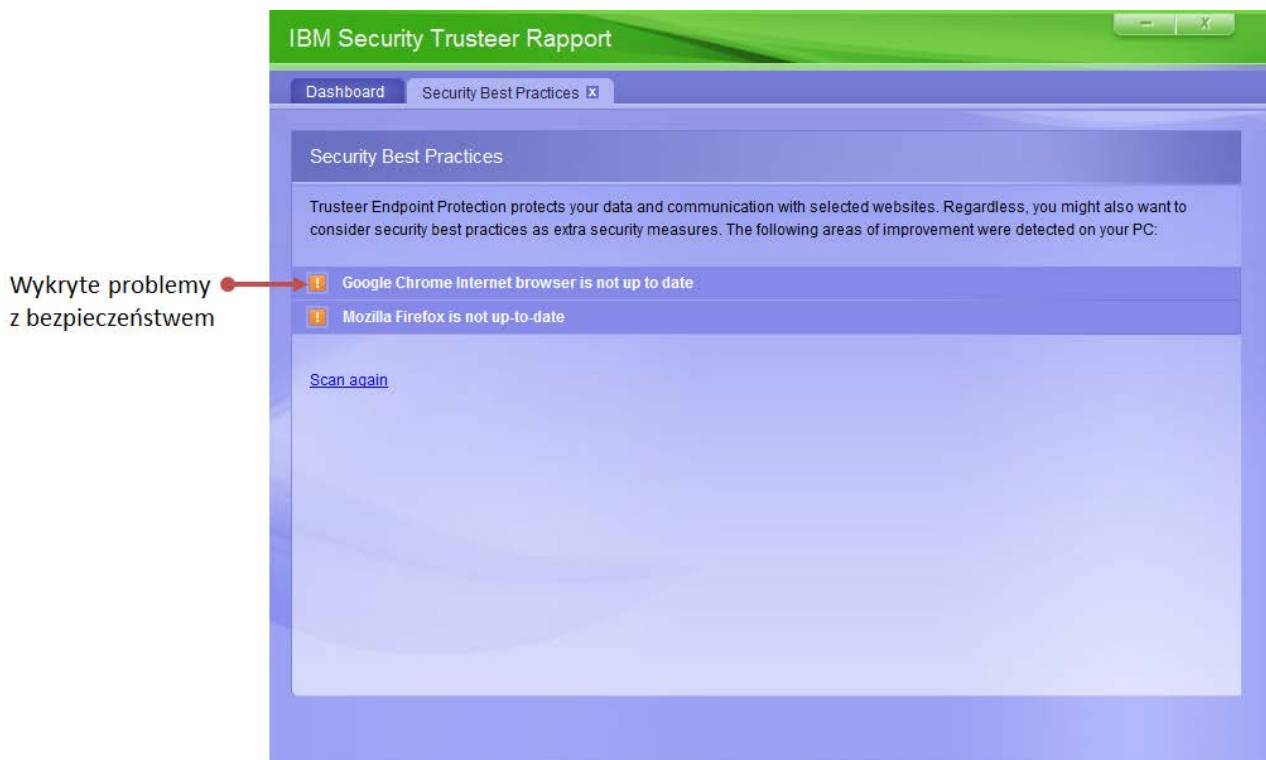 IBM Security Trusteer Rapport
Dashboard
Security Best Practices
Security Best Practices
Trusteer Endpoint Protection protects your data and communication with selected websites. Regardless, you might also want to
consider security best practices as extra security measures. The following areas of improvement were detected on your PC:
Wykryte problemy
z bezpieczeństwem
Google Chrome Internet browser is not up to date
Mozilla Firefox is not up-to-date
Scan again